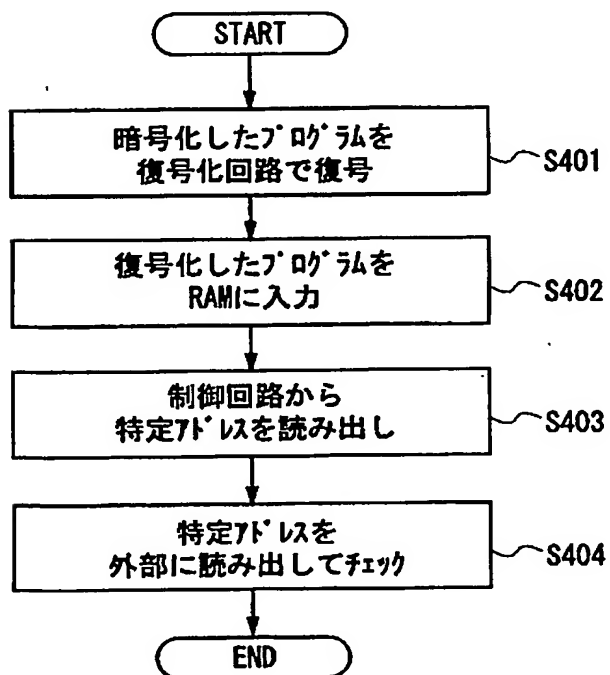 START
暗号化したプログラムを
復号化回路で復号
S401
復号化したプログラムを
RAMに入力
S402
制御回路から
特定アドレスを読み出し
S403
特定アドレスを
外部に読み出してチェック
S404
END